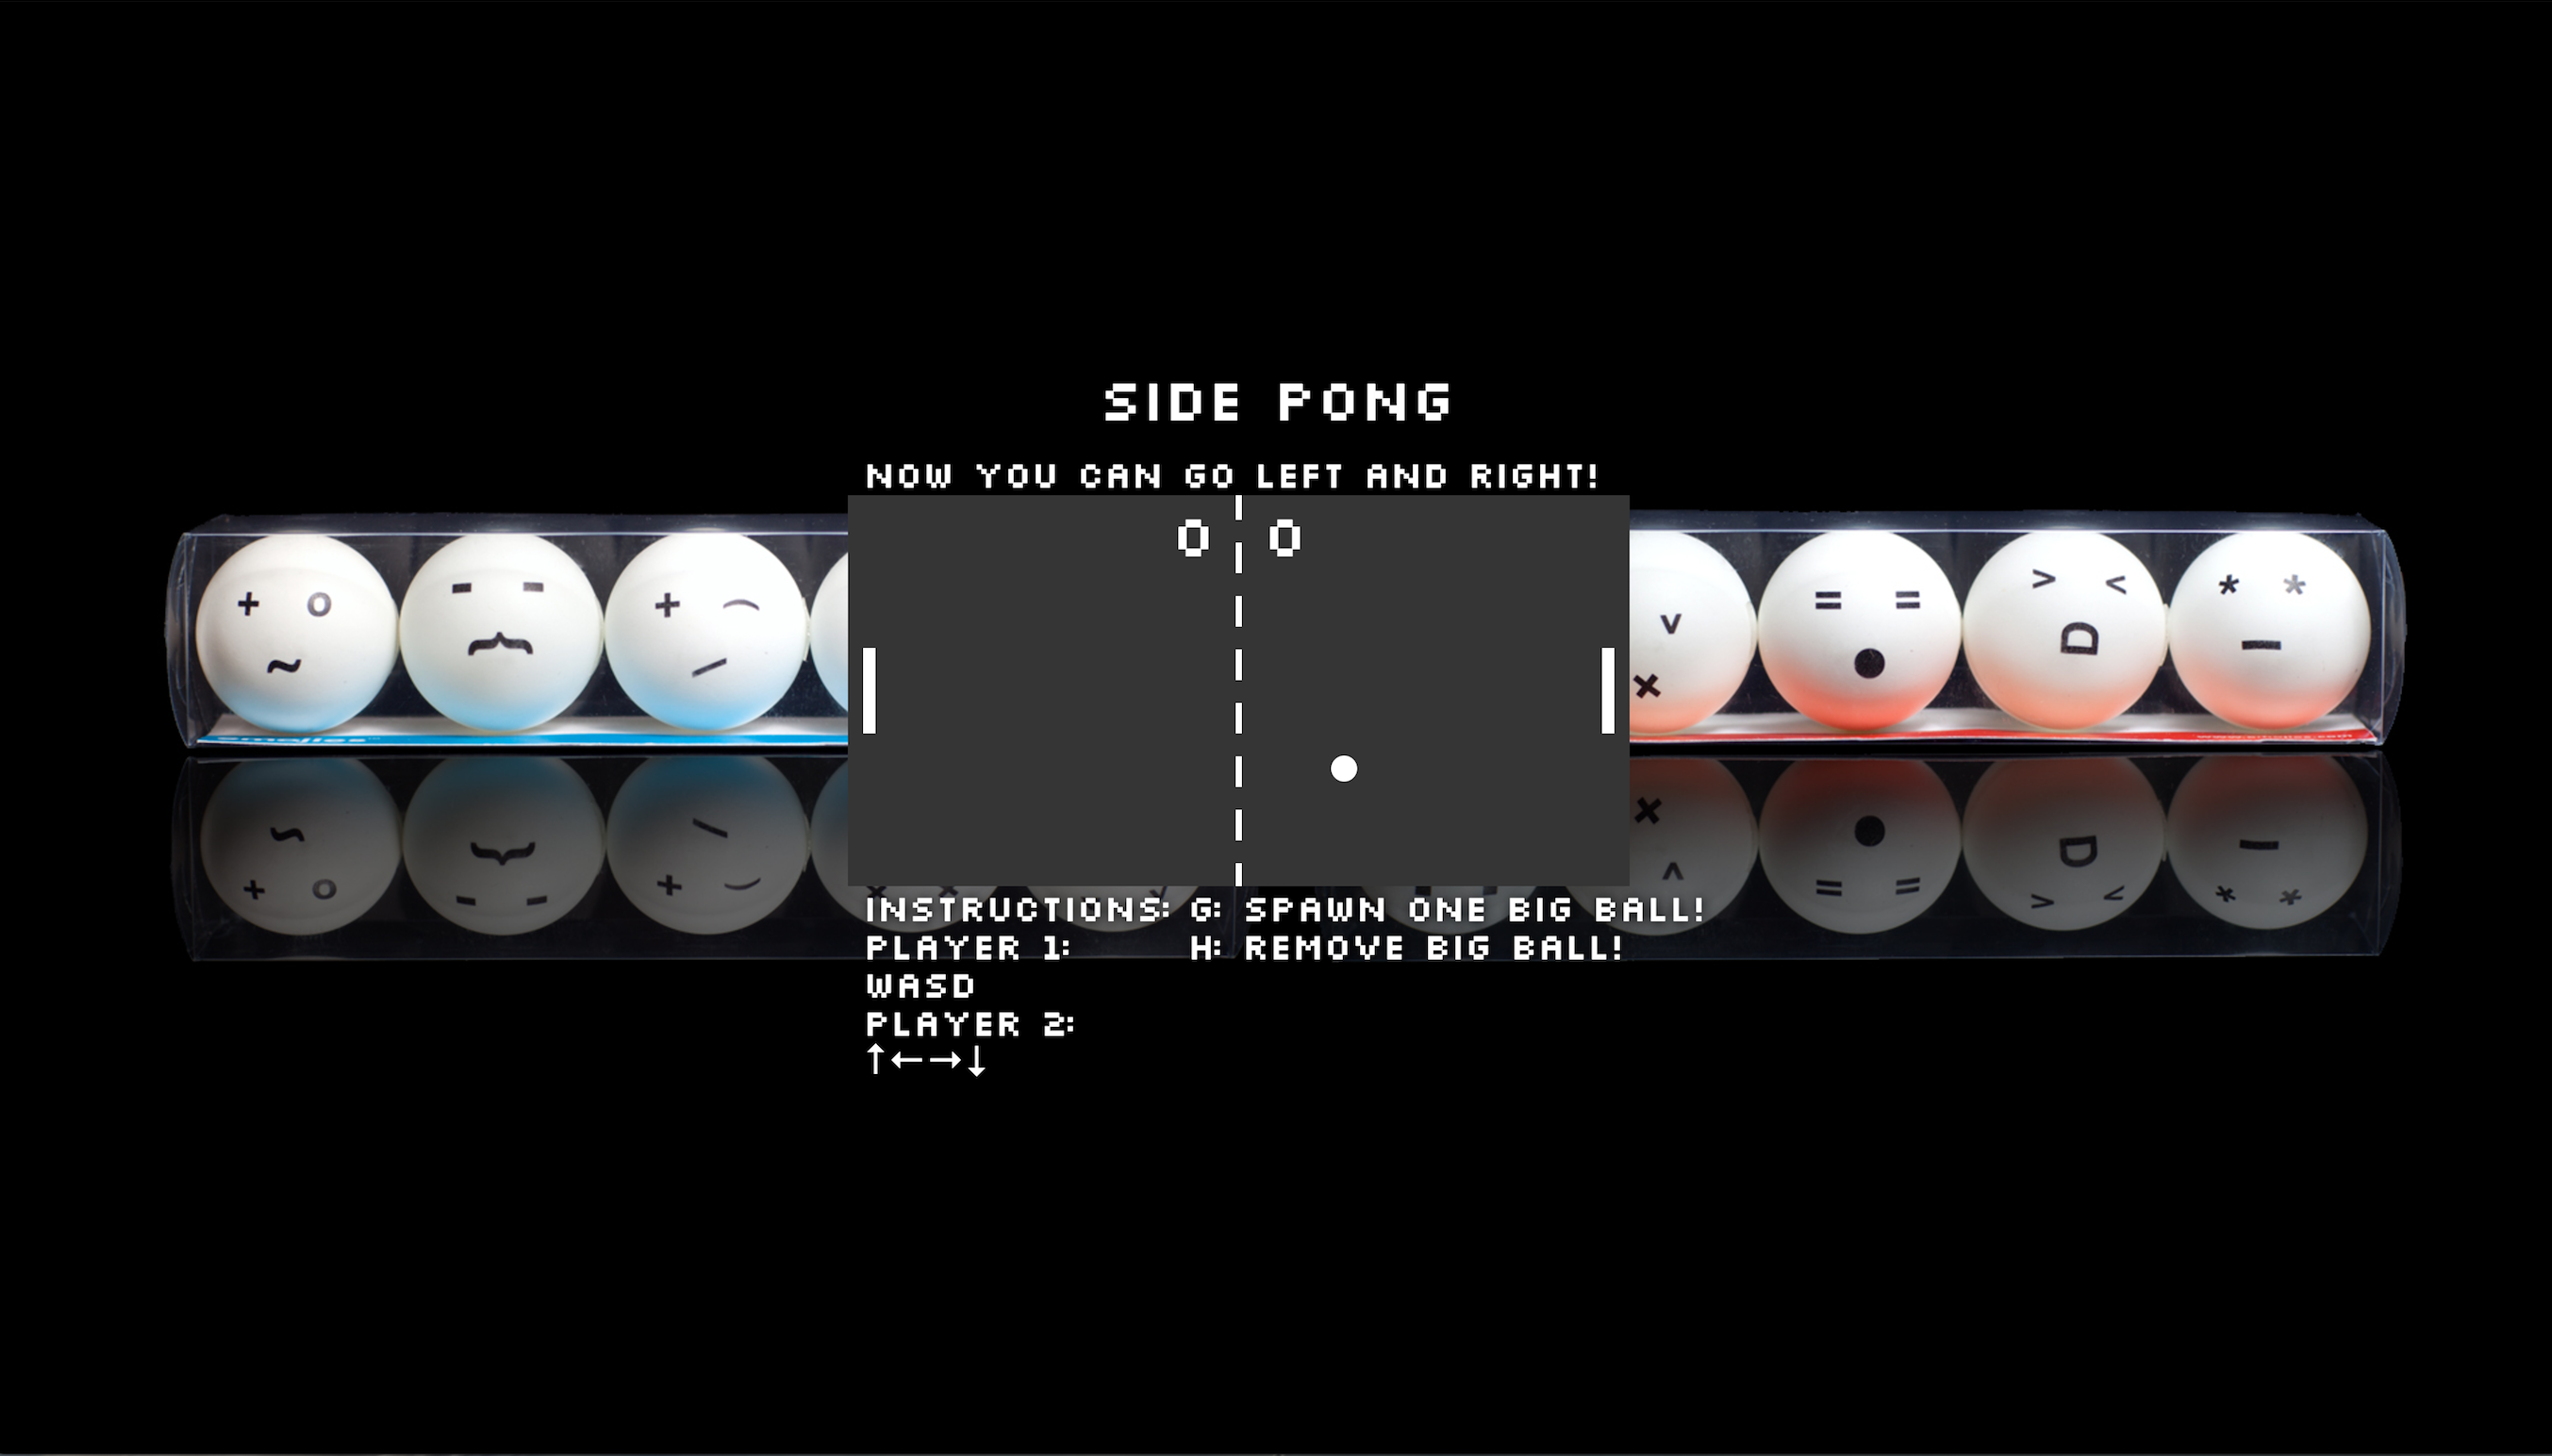 SIDE PONG
NOW YOU CAN GO LEFT AND RIGHT!
0 0
INSTRUCTIONS: G: SPAWN ONE BIG BALL!
PLAYER 1: H: REMOVE BIG BALL!
WASD
PLAYER 2:
↑←→↓